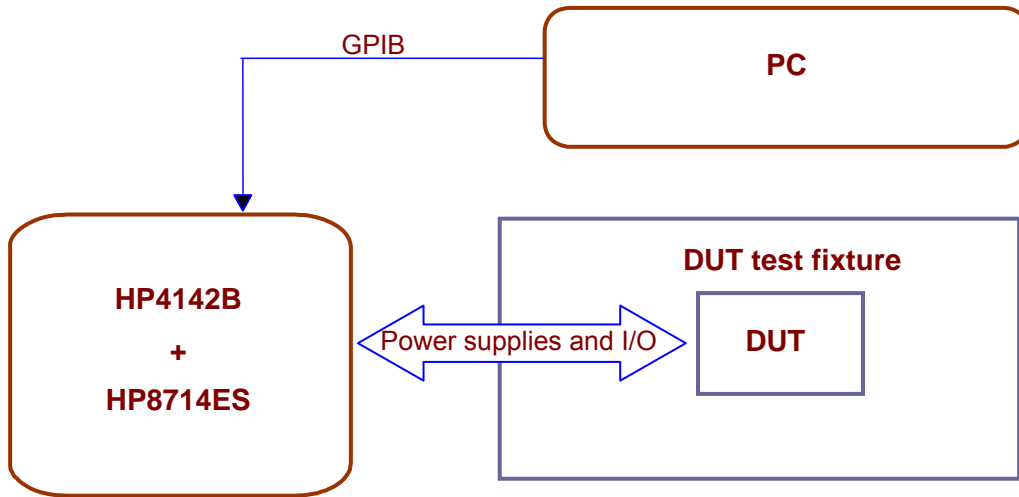 GPIB
PC
HP4142B
+
HP8714ES
Power supplies and I/O
DUT test fixture
DUT